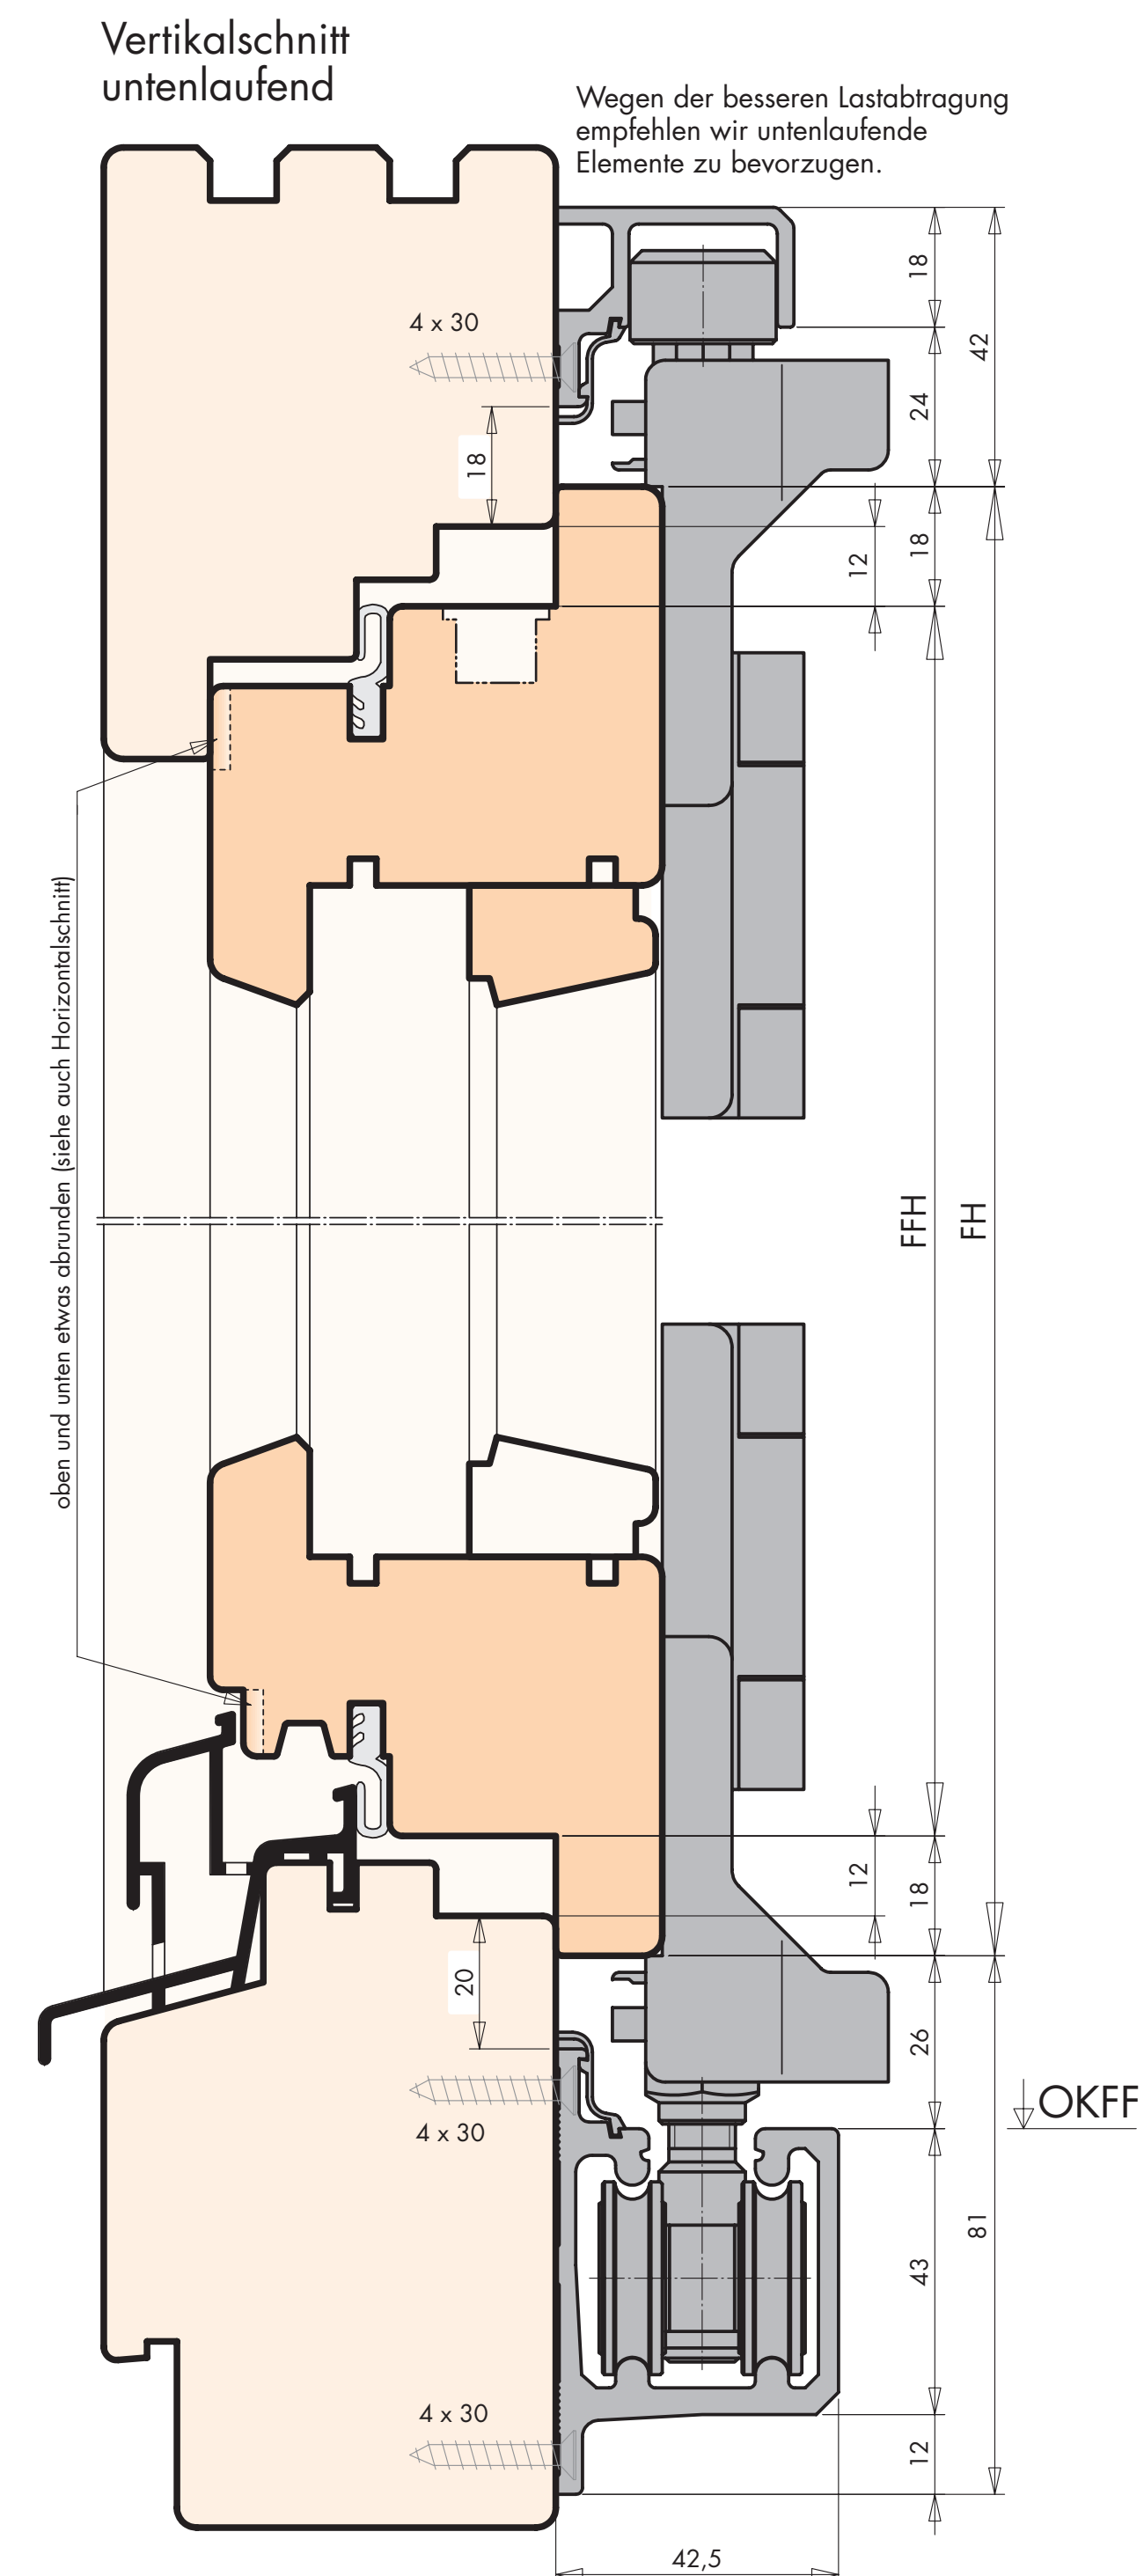 Vertikalschnitt
untenlaufend
Wegen der besseren Lastabtragung
empfehlen wir untenlaufende
Elemente zu bevorzugen.
18
42
4 x 30
24
18
18
12
oben und unten etwas abrunden (siehe auch Horizontalschnitt)
FFH
FH
12
18
20
26
OKFF
4 x 30
81
43
4 x 30
12
42,5